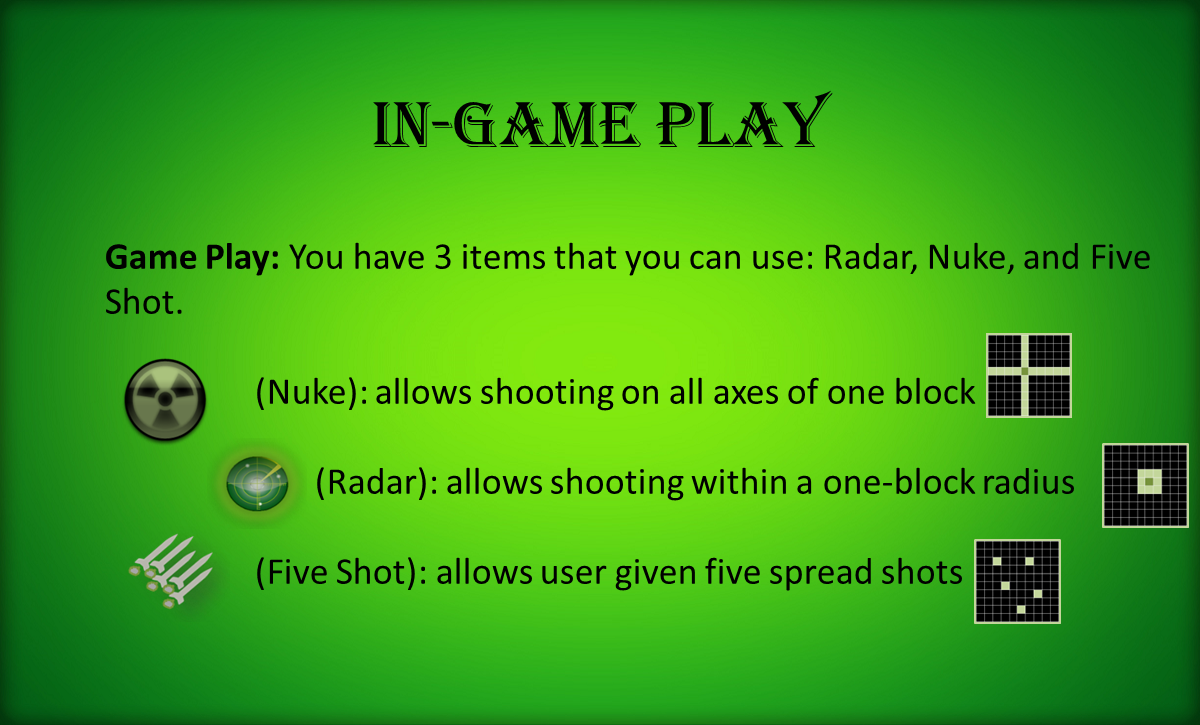 IN-GAME PLAY
Game Play: You have 3 items that you can use: Radar, Nuke, and Five
Shot.
(Nuke): allows shooting on all axes of one block
(Radar): allows shooting within a one-block radius
(Five Shot): allows user given five spread shots